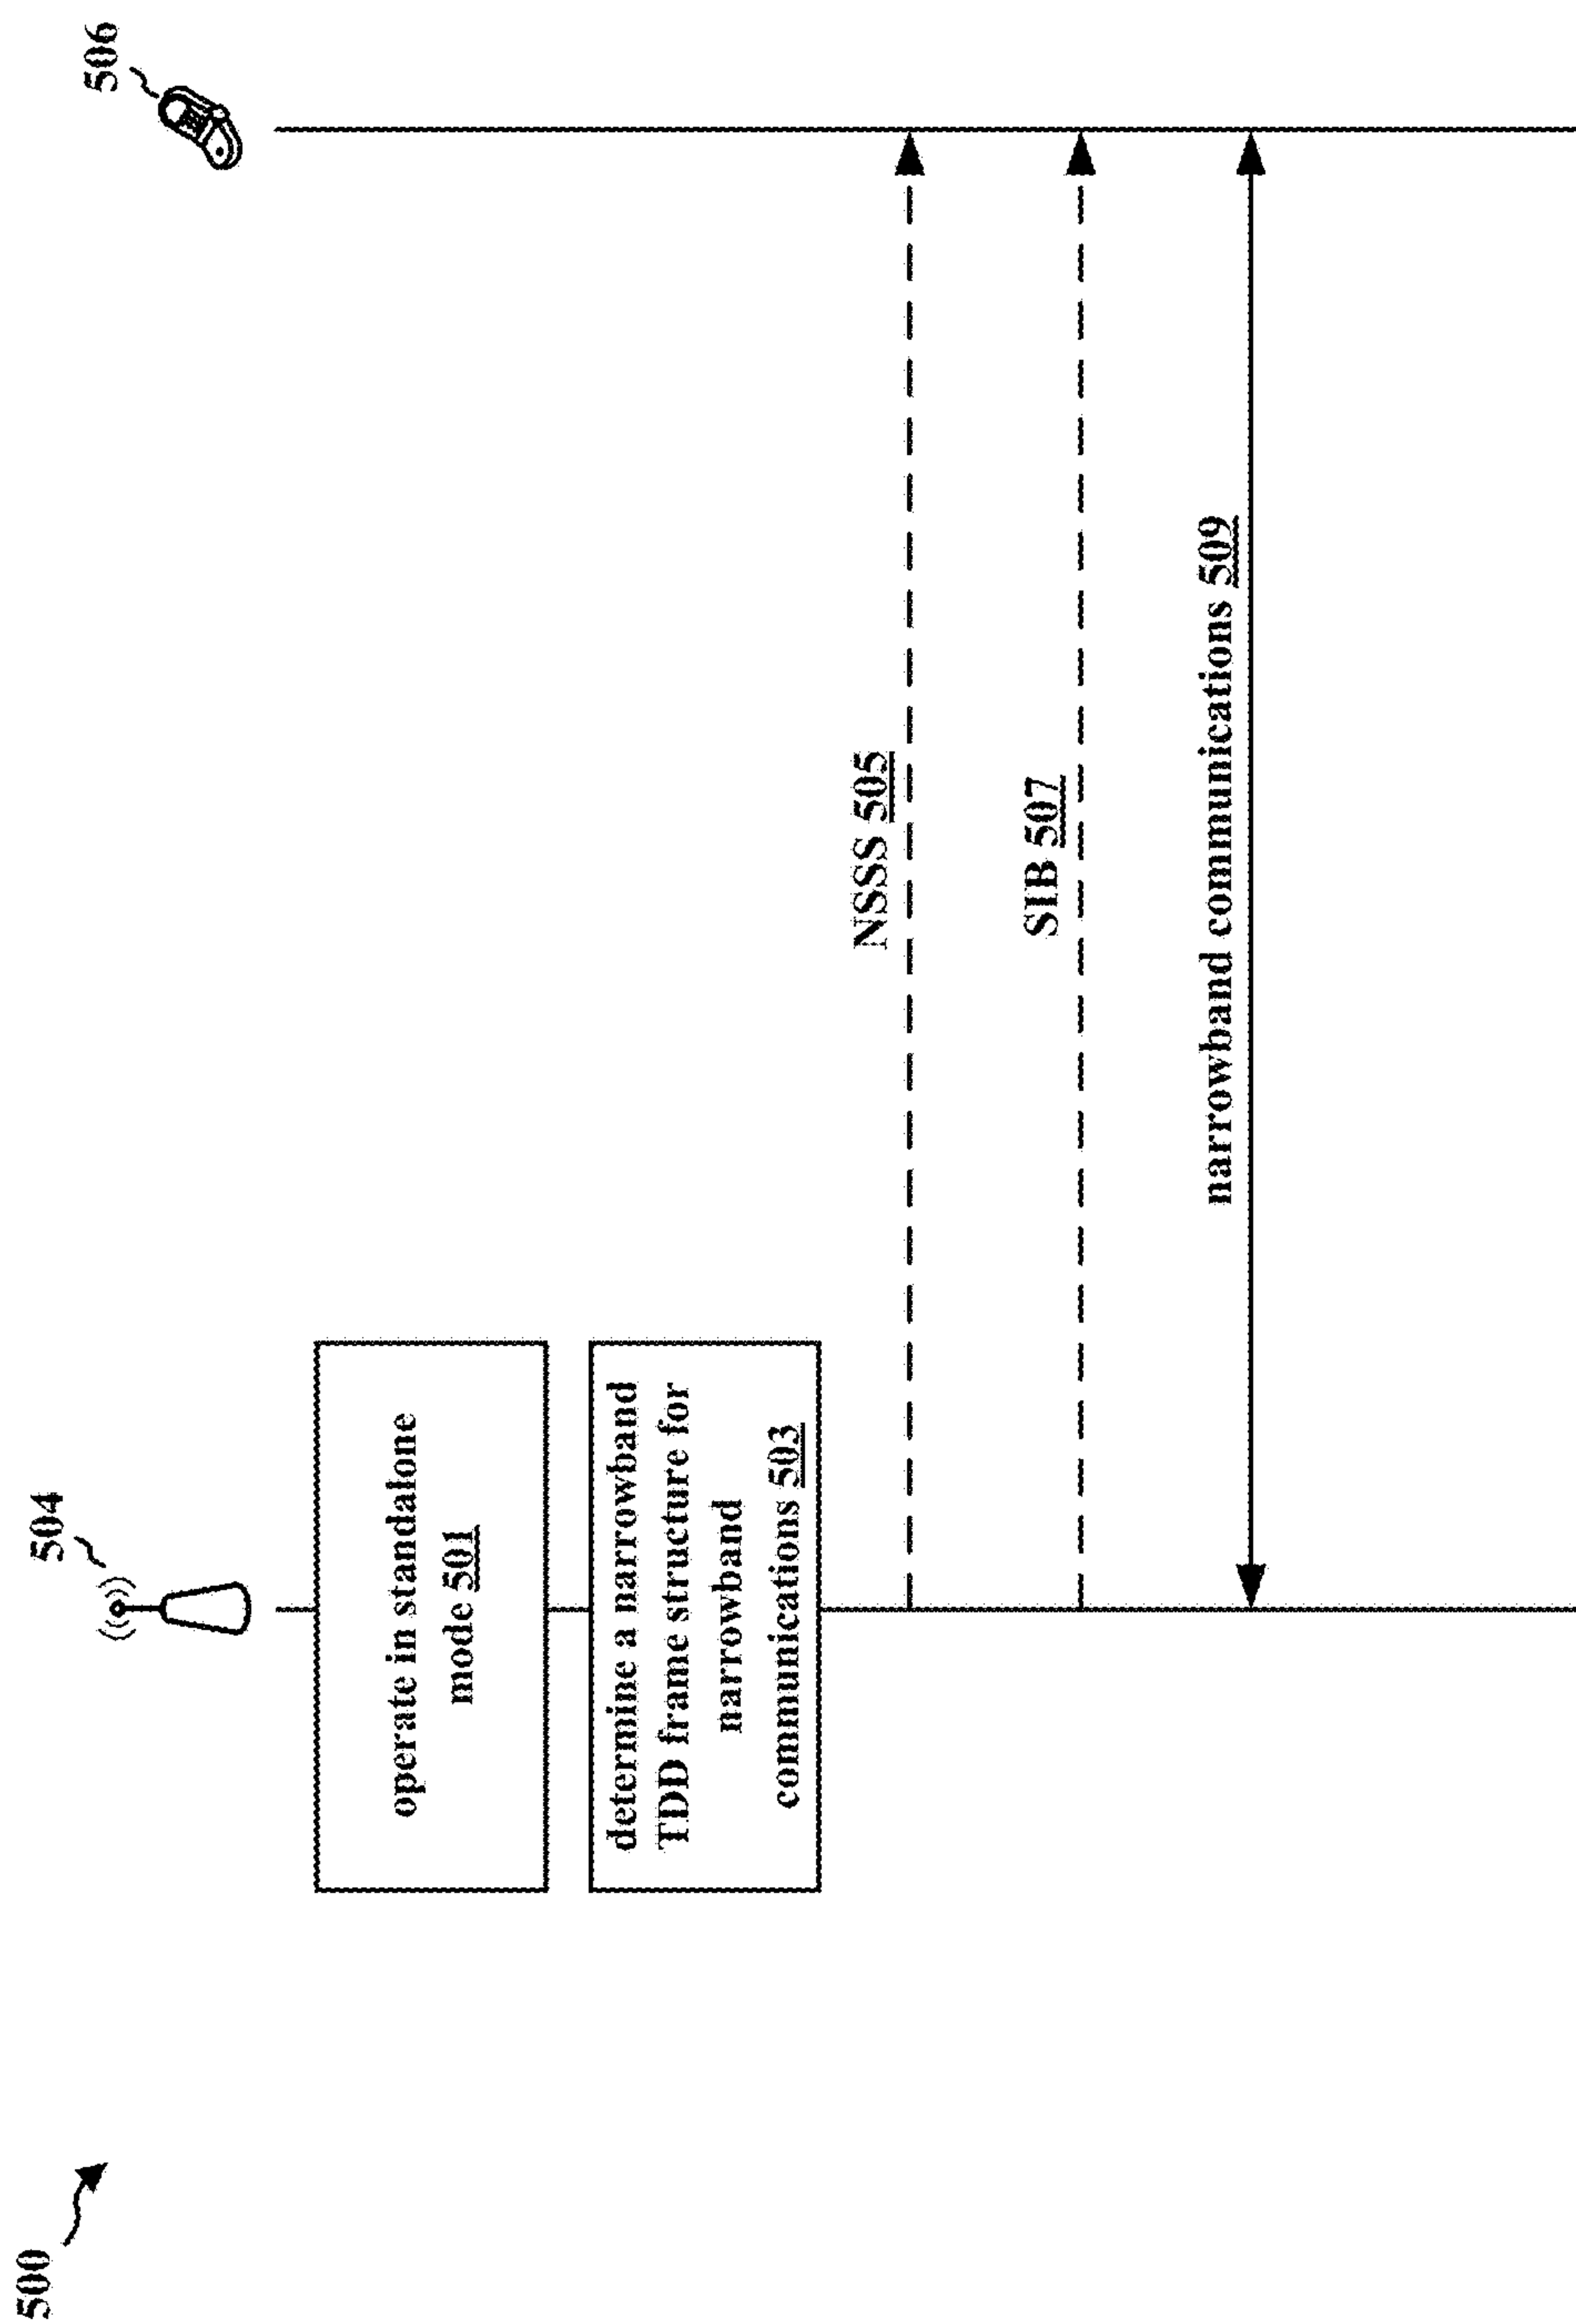 500
504
506
operate in standalone
mode 501
determine a narrowband
TDD frame structure for
narrowband
communications 503
NSSS 505
SIB 507
narrowband communications 509